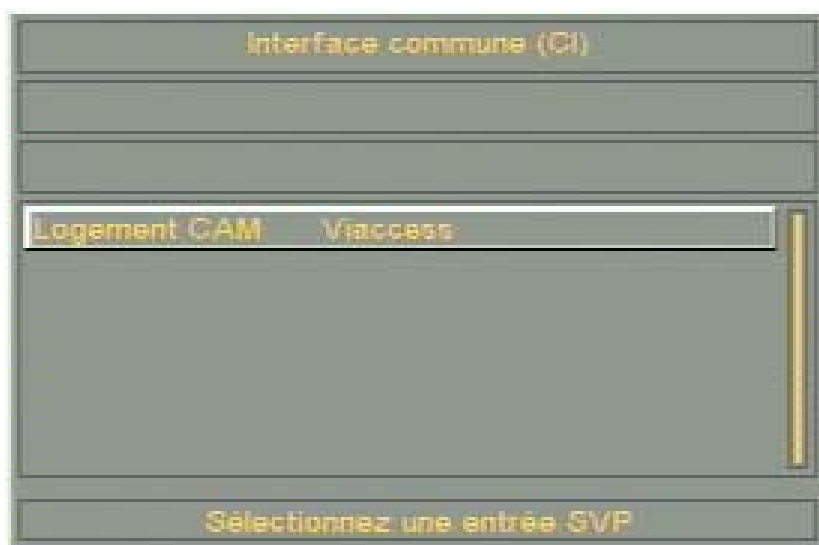 Interface commune (CI)
Logement CAM Viaccess
Sélectionnez une entrée SVP